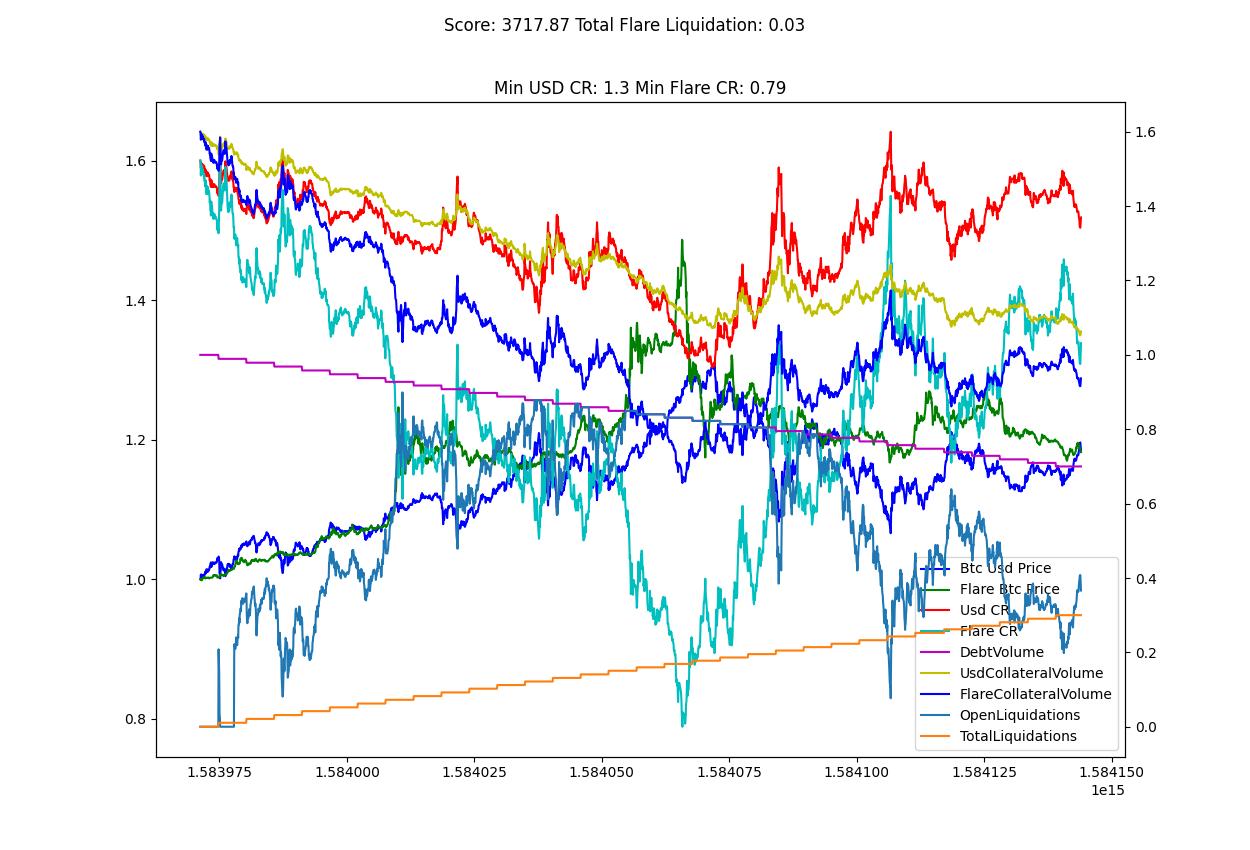 Score: 3717.87 Total Flare Liquidation: 0.03
Min USD CR: 1.3 Min Flare CR: 0.79
1.6
1.4
1.2
1.0
0.8
1.6
1.4
1.2
1.0
0.8
0.6
0.4
0.2
0.0
Btc Usd Price
Flare Btc Price
Usd CR
Flare CR
DebtVolume
UsdCollateralVolume
FlareCollateralVolume
OpenLiquidations
TotalLiquidations
1.583975 1.584000 1.584025 1.584050 1.584075 1.584100 1.584125 1.584150
1e15